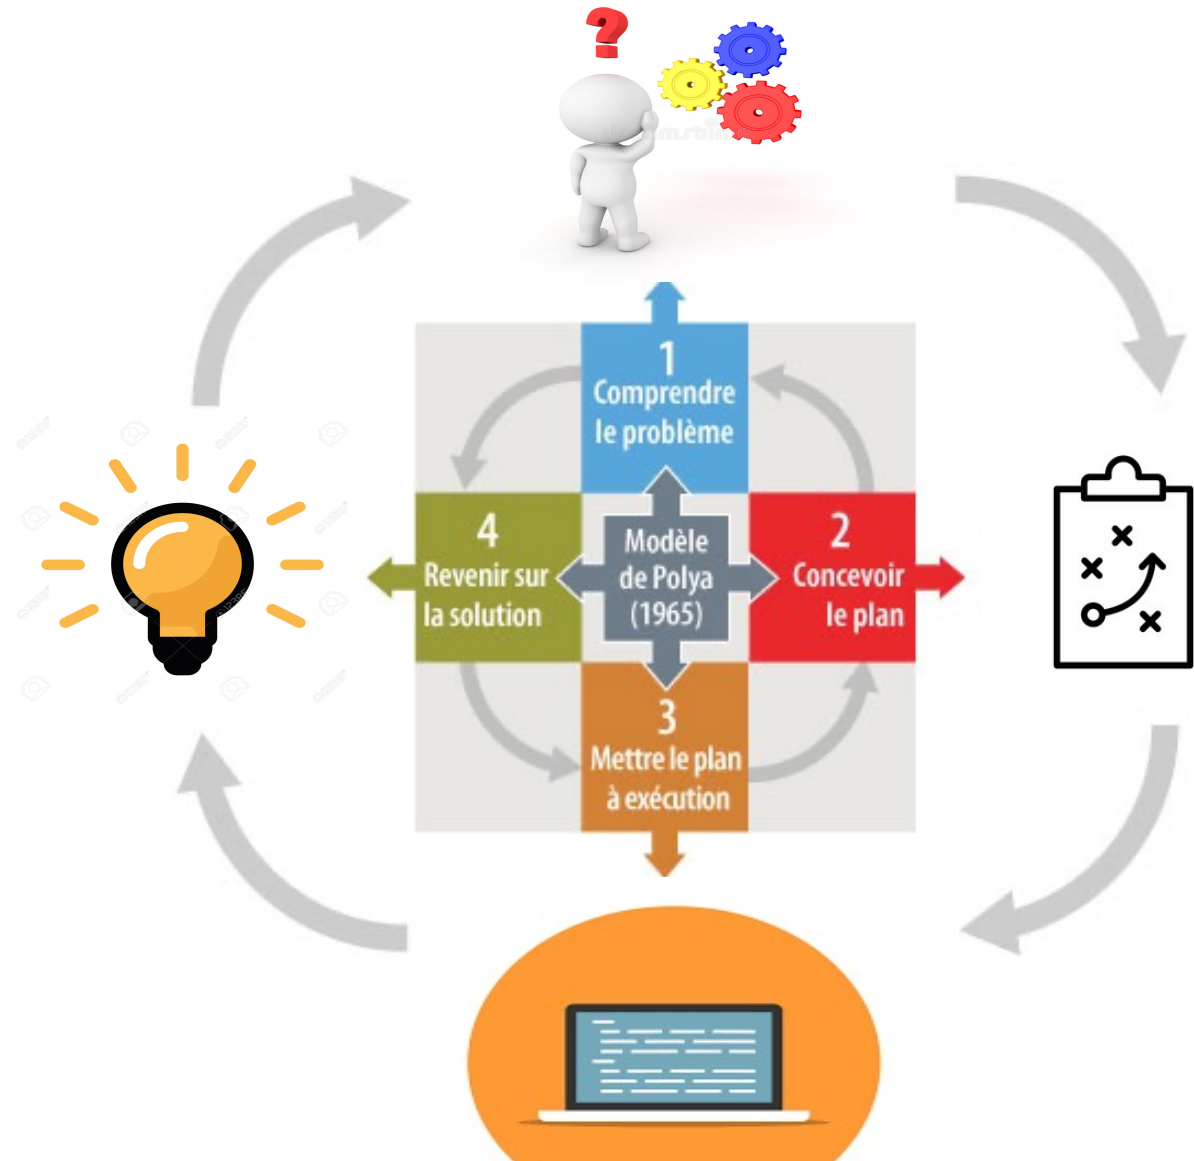 ?
1
Comprendre
le problème
4
Revenir sur
la solution
Modèle
de Polya
(1965)
2
Concevoir
le plan
3
Mettre le plan
à exécution